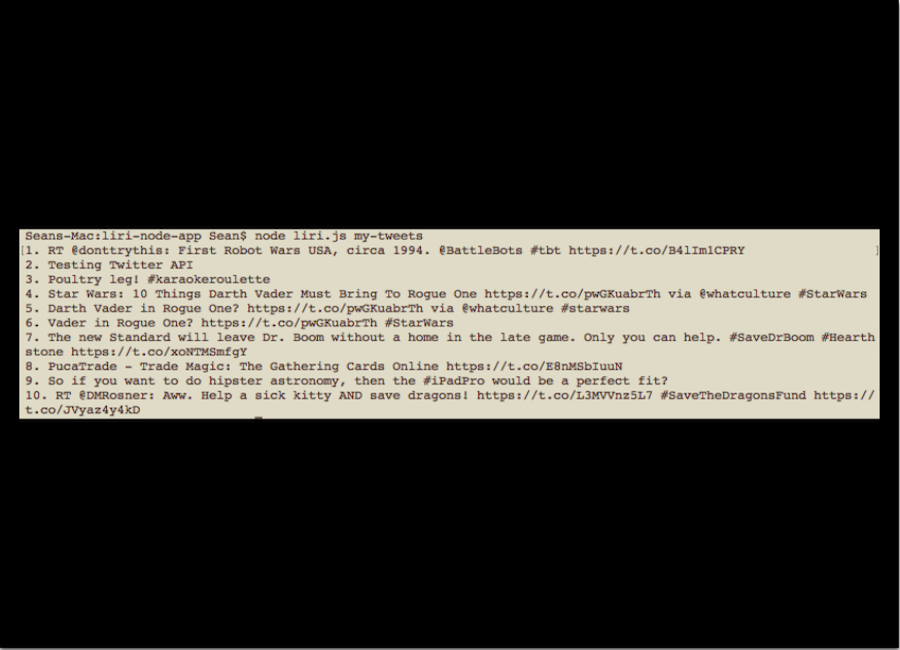 Seans-Mac:liri-node-app Sean$ node liri.js my-tweets
[1. RT @donttrythis: First Robot Wars USA, circa 1994. @BattleBots #tbt https://t.co/B4lIm1CPRY ]
2. Testing Twitter API
3. Poultry leg! #karaokeroulette
4. Star Wars: 10 Things Darth Vader Must Bring To Rogue One https://t.co/pwGKuabrTh via @whatculture #StarWars
5. Darth Vader in Rogue One? https://t.co/pwGKuabrTh via @whatculture #starwars
6. Vader in Rogue One? https://t.co/pwGKuabrTh #StarWars
7. The new Standard will leave Dr. Boom without a home in the late game. Only you can help. #SaveDrBoom #Hearth
stone https://t.co/xoNTMSmfgY
8. PucaTrade - Trade Magic: The Gathering Cards Online https://t.co/E8nMSbIuuN
9. So if you want to do hipster astronomy, then the #iPadPro would be a perfect fit?
10. RT @DMRosner: Aww. Help a sick kitty AND save dragons! https://t.co/L3MVVnz5L7 #SaveTheDragonsFund https://
t.co/JVyaz4y4kD